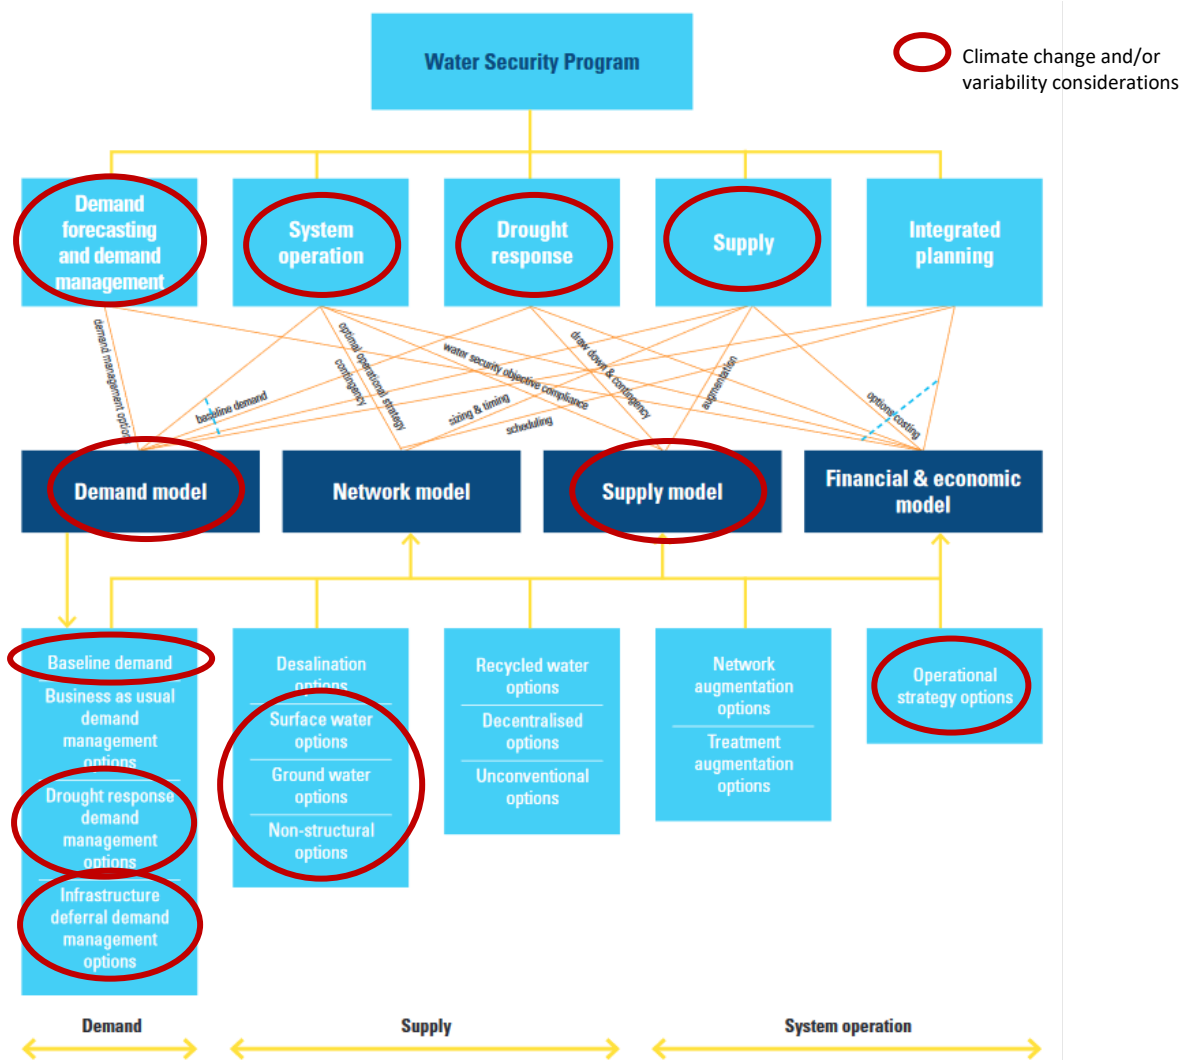 Water Security Program
Climate change and/or
variability considerations
Demand
forecasting
and demand
management
System
operation
Drought
response
Supply
Integrated
planning
demand management option
baseline demand
optimal operational strategy
contingency
water security objective compliance
sizing & timing
scheduling
draw down & contingency
augmentation
options costing
Demand model
Network model
Supply model
Financial & economic
model
Baseline demand
Business as usual
demand
management
options
Drought response
demand
management
options
Infrastructure
deferral demand
management
options
Desalination
options
Surface water
options
Ground water
options
Non-structural
options
Recycled water
options
Decentralised
options
Unconventional
options
Network
augmentation
options
Treatment
augmentation
options
Operational
strategy options
Demand
Supply
System operation